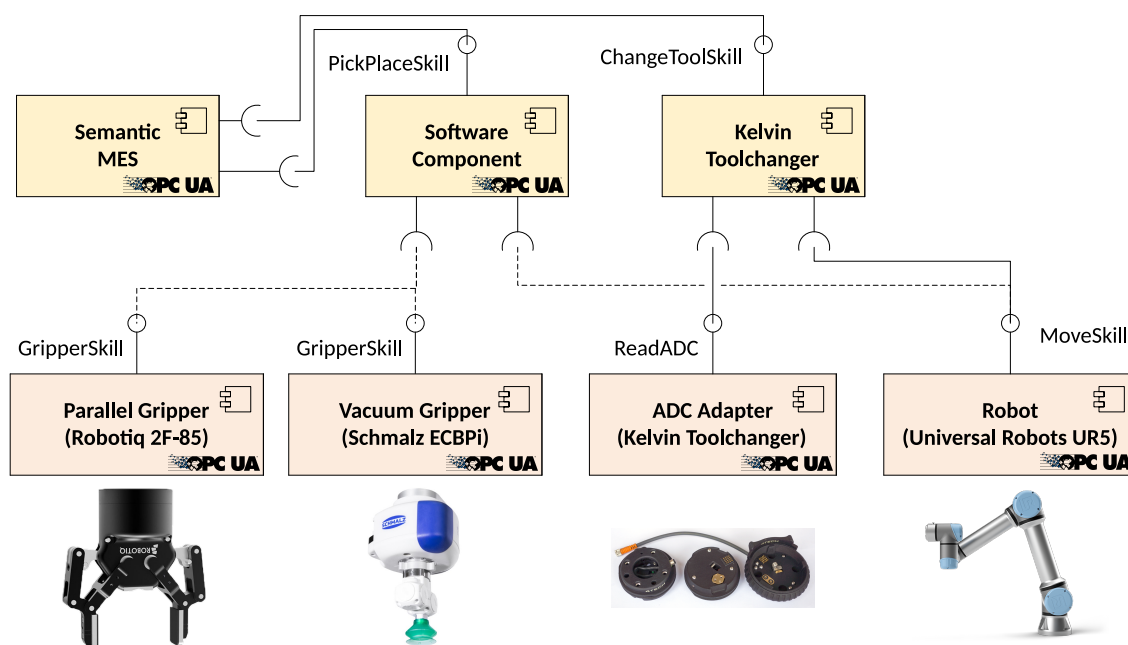 PickPlaceSkill
ChangeToolSkill
Semantic
MES
OPC UA
Software
Component
OPC UA
Kelvin
Toolchanger
OPC UA
GripperSkill
GripperSkill
ReadADC
MoveSkill
Parallel Gripper
(Robotiq 2F-85)
OPC UA
Vacuum Gripper
(Schmalz ECBPi)
OPC UA
ADC Adapter
(Kelvin Toolchanger)
OPC UA
Robot
(Universal Robots UR5)
OPC UA
ROBOTIQ
SCHMALZ